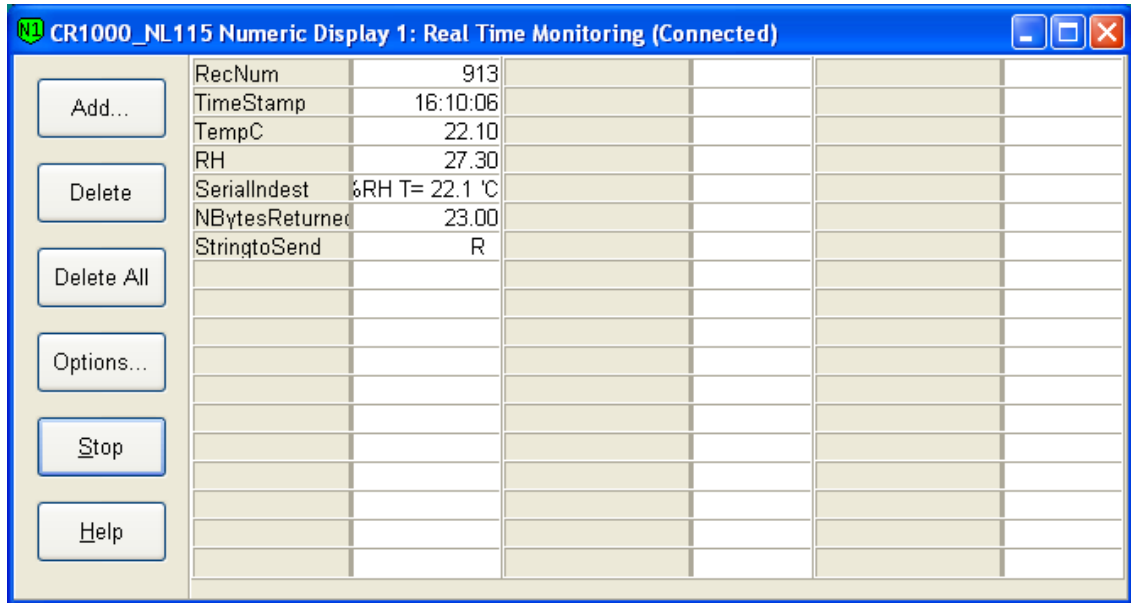 CR1000_NL115 Numeric Display 1: Real Time Monitoring (Connected)
Add...
Delete
Delete All
Options...
Stop
Help
RecNum 913
TimeStamp 16:10:06
TempC 22.10
RH 27.30
SerialIndest %RH T= 22.1 'C
NBytesReturned 23.00
StringtoSend R